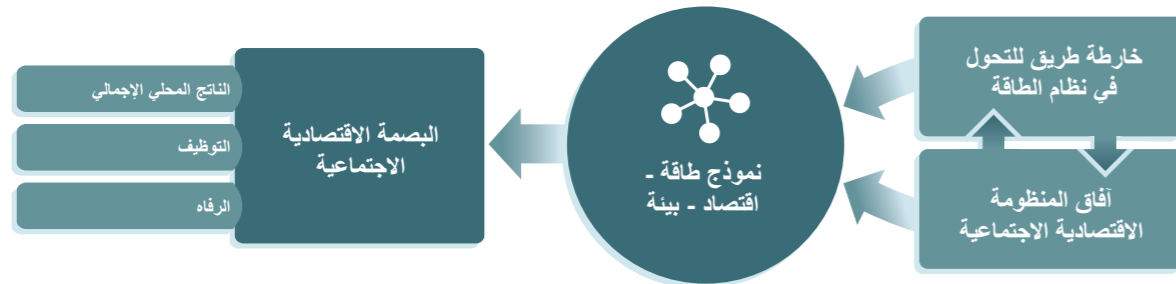 خارطة طريق للتحول
في نظام الطاقة
آفاق المنظومة
الاقتصادية الاجتماعية
نموذج طاقة -
اقتصاد - بيئة
البصمة الاقتصادية
الاجتماعية
الناتج المحلي الإجمالي
التوظيف
الرفاه